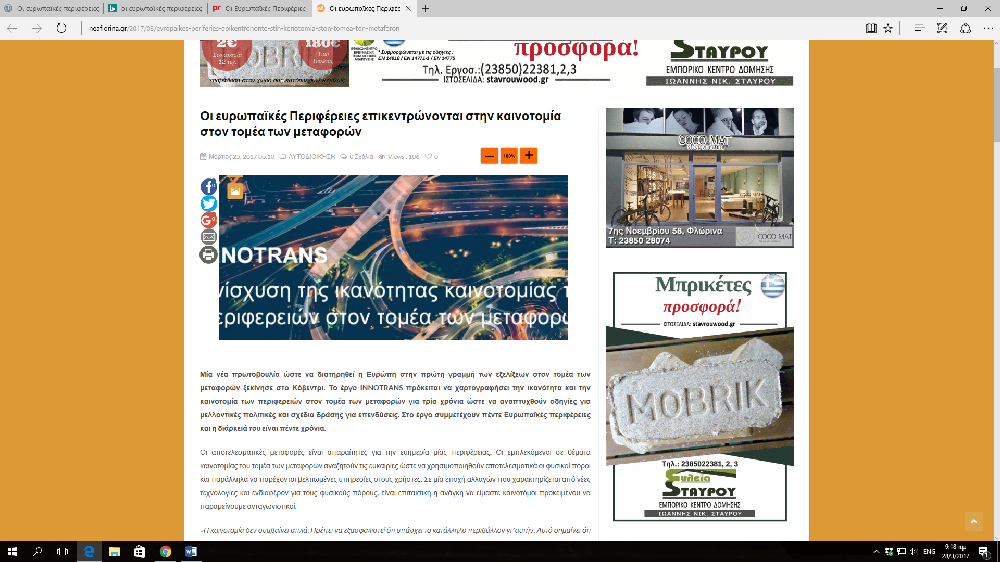 Οι ευρωπαϊκές περιφέρειες
οι ευρωπαϊκές περιφέρειες
Οι Ευρωπαϊκές Περιφέριες
Οι ευρωπαϊκές Περιφέρ
neaflorina.gr/2017/03/evropaikes-periferies-epikentrononte-stin-kenotomia-ston-tomea-ton-metaforon
2€
Συσκευασία
12 τμχ.
180€
Τιμή
Παλέτας
*παράδοση στον χώρο σας κατόπιν συνενοήσεως
ΕΘΝΙΚΟ ΚΕΝΤΡΟ
ΕΡΕΥΝΑΣ ΚΑΙ
ΤΕΧΝΟΛΟΓΙΚΗΣ
ΑΝΑΠΤΥΞΗΣ
* Συμμορφώνεται με τις οδηγίες :
EN 14918 / EN 14771-1 / EN 14775
προσφορά!
Τηλ. Εργοσ.:(23850)22381,2,3
ΙΣΤΟΣΕΛΙΔΑ: stavrouwood.gr
ΣΤΑΥΡΟΥ
ΕΜΠΟΡΙΚΟ ΚΕΝΤΡΟ ΔΟΜΗΣΗΣ
ΙΩΑΝΝΗΣ ΝΙΚ. ΣΤΑΥΡΟΥ
Οι ευρωπαϊκές Περιφέρειες επικεντρώνονται στην καινοτομία
στον τομέα των μεταφορών
Μάρτιος 25, 2017 00:10 ΑΥΤΟΔΙΟΙΚΗΣΗ 0 Σχόλια Views : 106 0
100%
0
0
NOTRANS
νίσχυση της ικανότητας καινοτομίας τ
εριφερειών στον τομέα των μεταφορώ
Μία νέα πρωτοβουλία ώστε να διατηρηθεί η Ευρώπη στην πρώτη γραμμή των εξελίξεων στον τομέα των
μεταφορών ξεκίνησε στο Κόβεντρι. Το έργο INNOTRANS πρόκειται να χαρτογραφήσει την ικανότητα και την
καινοτομία των περιφερειών στον τομέα των μεταφορών για τρία χρόνια ώστε να αναπτυχθούν οδηγίες για
μελλοντικές πολιτικές και σχέδια δράσης για επενδύσεις. Στο έργο συμμετέχουν πέντε Ευρωπαϊκές περιφέρειες
και η διάρκειά του είναι πέντε χρόνια.
Οι αποτελεσματικές μεταφορές είναι απαραίτητες για την ευημερία μίας περιφέρειας. Οι εμπλεκόμενοι σε θέματα
καινοτομίας του τομέα των μεταφορών αναζητούν τις ευκαιρίες ώστε να χρησιμοποιηθούν αποτελεσματικά οι φυσικοί πόροι
και παράλληλα να παρέχονται βελτιωμένες υπηρεσίες στους χρήστες. Σε μία εποχή αλλαγών που χαρακτηρίζεται από νέες
τεχνολογίες και ενδιαφέρον για τους φυσικούς πόρους, είναι επιτακτική η ανάγκη να είμαστε καινοτόμοι προκειμένου να
παραμείνουμε ανταγωνιστικοί.
«Η καινοτομία δεν συμβαίνει απλά. Πρέπει να εξασφαλιστεί ότι υπάρχει το κατάλληλο περιβάλλον γι 'αυτήν. Αυτό σημαίνει ότι
COCO-MAT
sleep on nature
COCO-MAT
7ης Νοεμβρίου 58, Φλώρινα
Τ: 23850 28074
COCO-MAT
sleep on nature
Μπρικέτες
προσφορά!
ΙΣΤΟΣΕΛΙΔΑ: stavrouwood.gr
MOBRIK
Τηλ.: 2385022381, 2, 3
Ξυλεία
ΣΤΑΥΡΟΥ
ΕΜΠΟΡΙΚΟ ΚΕΝΤΡΟ ΔΟΜΗΣΗΣ
ΙΩΑΝΝΗΣ ΝΙΚ. ΣΤΑΥΡΟΥ
ENG
9:18 πμ
28/3/2017
1